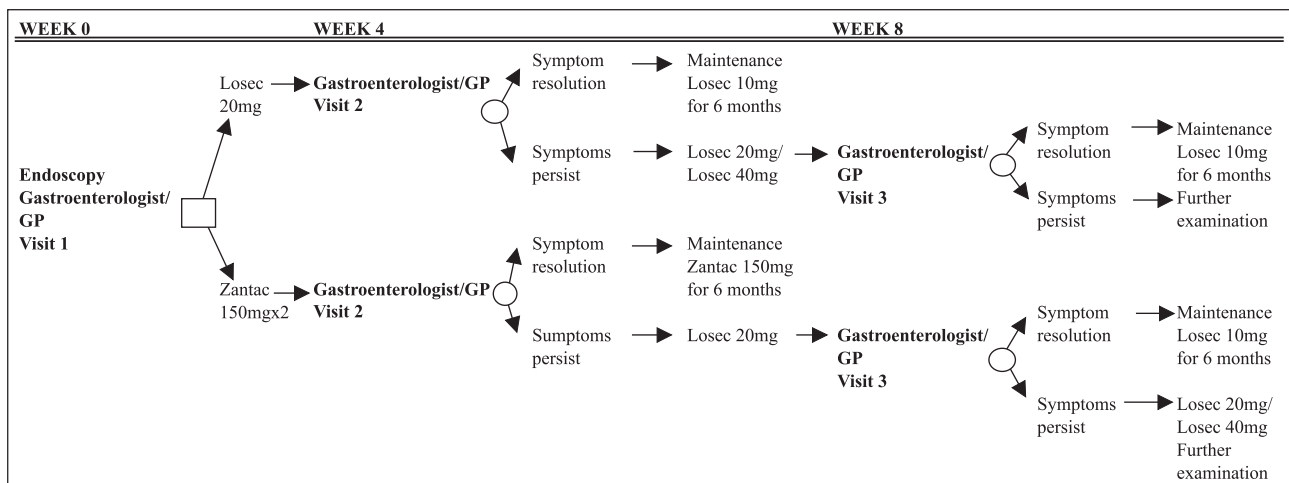 WEEK 0
WEEK 4
WEEK 8
Endoscopy
Gastroenterologist/
GP
Visit 1
Losec
20mg
Gastroenterologist/GP
Visit 2
Symptom
resolution
Maintenance
Losec 10mg
for 6 months
Symptoms
persist
Losec 20mg/
Losec 40mg
Gastroenterologist/
GP
Visit 3
Symptom
resolution
Maintenance
Losec 10mg
for 6 months
Symptoms
persist
Further
examination
Zantac
150mgx2
Gastroenterologist/GP
Visit 2
Symptom
resolution
Maintenance
Zantac 150mg
for 6 months
Sumptoms
persist
Losec 20mg
Gastroenterologist/
GP
Visit 3
Symptom
resolution
Maintenance
Losec 10mg
for 6 months
Symptoms
persist
Losec 20mg/
Losec 40mg
Further
examination